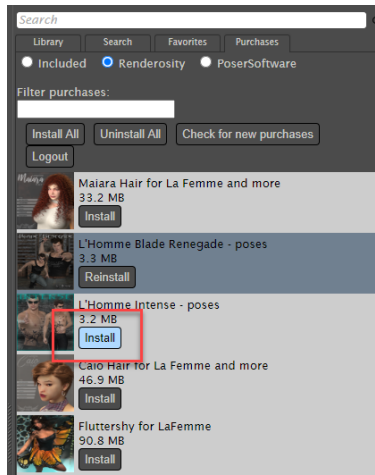 Search
Library Search Favorites Purchases
Included Renderosity PoserSoftware
Filter purchases:
Install All Uninstall All Check for new purchases
Logout
Maiara
Maiara Hair for La Femme and more
33.2 MB
Install
L'Homme Blade Renegade - poses
3.3 MB
Reinstall
L'Homme Intense - poses
3.2 MB
Install
Calo Hair for La Femme and more
46.9 MB
Install
Fluttershy for LaFemme
90.8 MB
Install